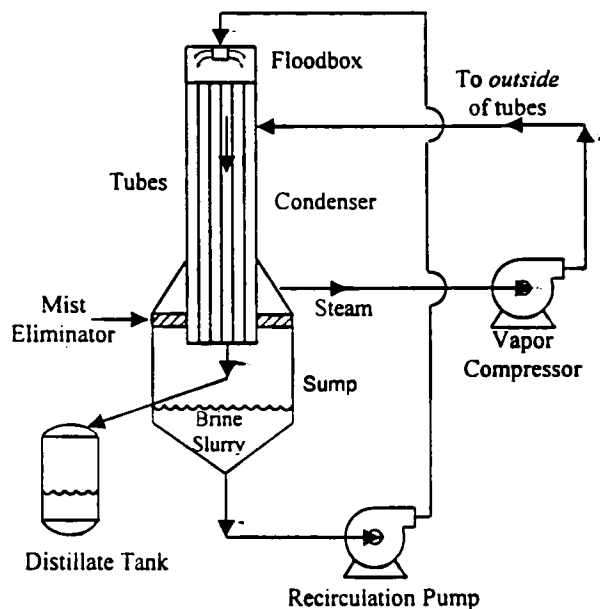 Floodbox
To outside
of tubes
Tubes
Condenser
Mist
Eliminator
Steam
Vapor
Compressor
Sump
Brine
Slurry
Distillate Tank
Recirculation Pump